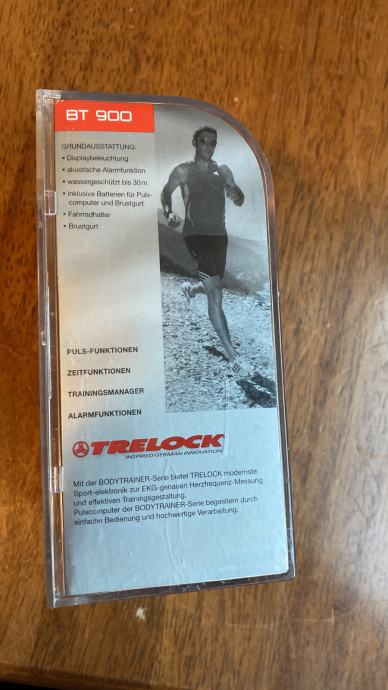 BT 900
GRUNDAUSSTATTUNG:
• Displaybeleuchtung
• akustische Alarmfunktion
• wassergeschützt bis 30m
• inklusive Batterien für Puls-
computer und Brustgurt
• Fahrradhalter
• Brustgurt
PULS-FUNKTIONEN
ZEITFUNKTIONEN
TRAININGSMANAGER
ALARMFUNKTIONEN
TRELOCK
INSPIRED GERMAN INNOVATION
Mit der BODYTRAINER-Serie bietet TRELOCK modernste
Sport-elektronik zur EKG-genauen Herzfrequenz-Messung
und effektiven Trainingsgestaltung.
Pulscomputer der BODYTRAINER-Serie begeistern durch
einfache Bedienung und hochwertige Verarbeitung.